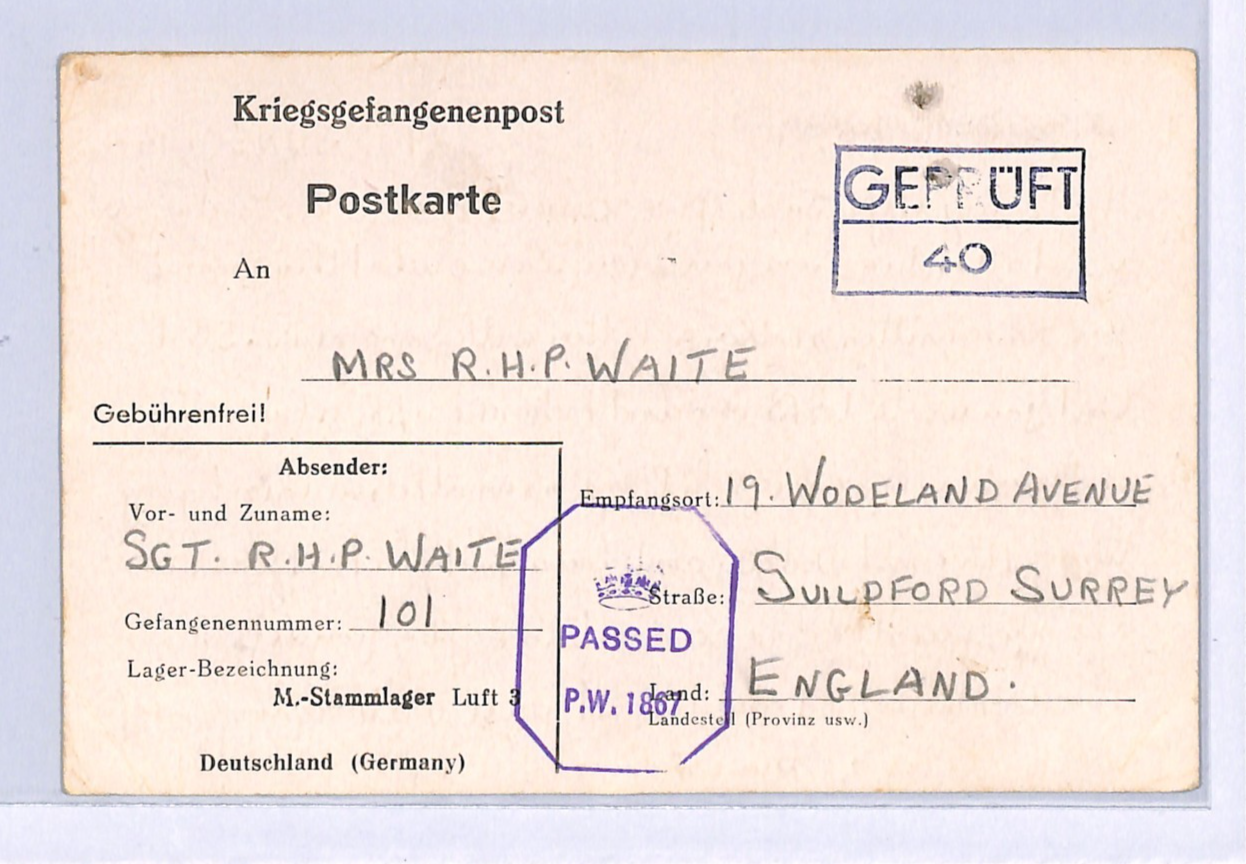 Kriegsgefangenenpost
Postkarte
GEPRÜFT
40
An
MRS R.H.P. WAITE
Gebührenfrei!
Absender:
Vor- und Zuname:
SGT. R.H.P. WAITE
Gefangenennummer: 101
Lager-Bezeichnung:
M.-Stammlager Luft 3
Deutschland (Germany)
Empfangsort: 19. WODELAND AVENUE
Straße: GUILDFORD SURREY
Land: ENGLAND.
Landesteil (Provinz usw.)
PASSED
P.W. 1867